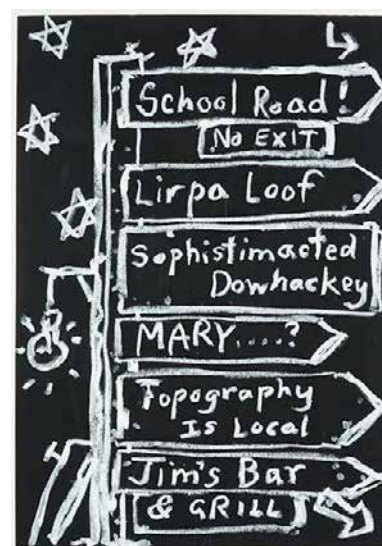 School Road!
No EXIT
Lirpa Loof
Sophistimacted
Dowhackey
MARY....?
Topography
Is Local
Jim's Bar
& GRILL